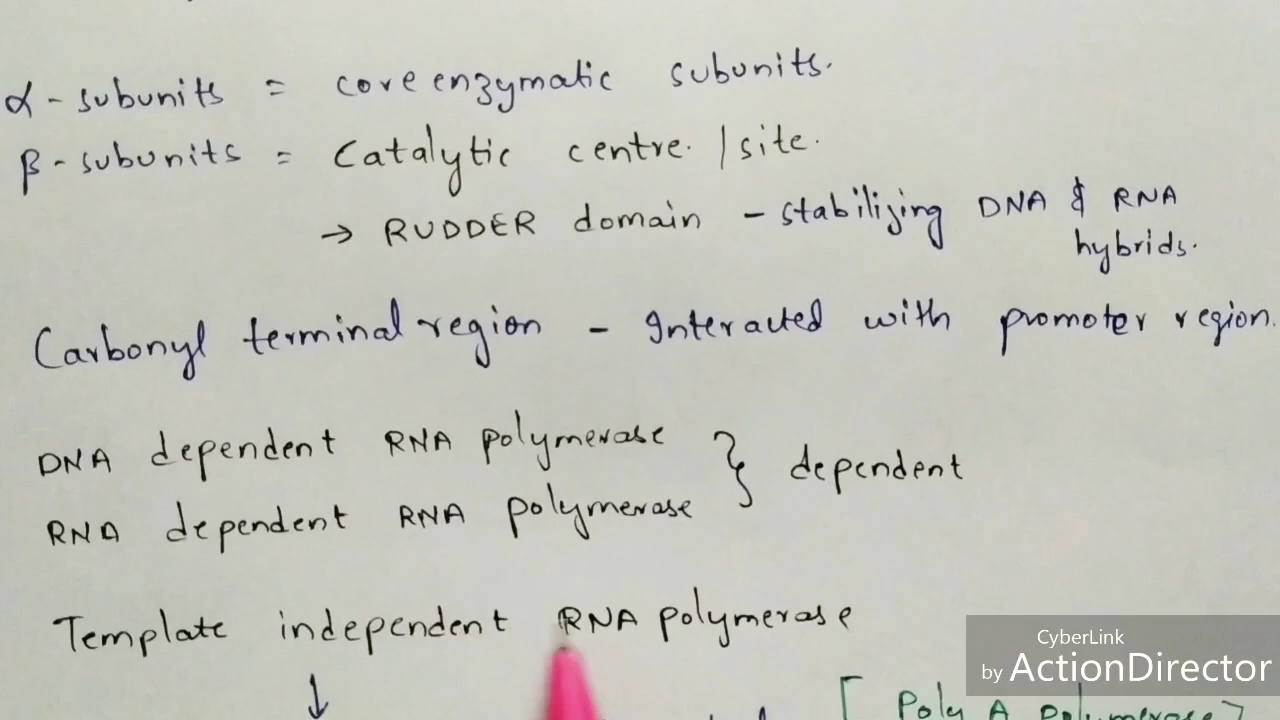 α - subunits = core enzymatic subunits.
β - subunits = Catalytic centre. / site.
→ RUDDER domain - stabilizing DNA & RNA
hybrids.
Carbonyl terminal region - Interacted with promoter region.
DNA dependent RNA polymerase
RNA dependent RNA polymerase } dependent
Template independent RNA polymerase
↓
[ Poly A polymerase ]
CyberLink
by ActionDirector